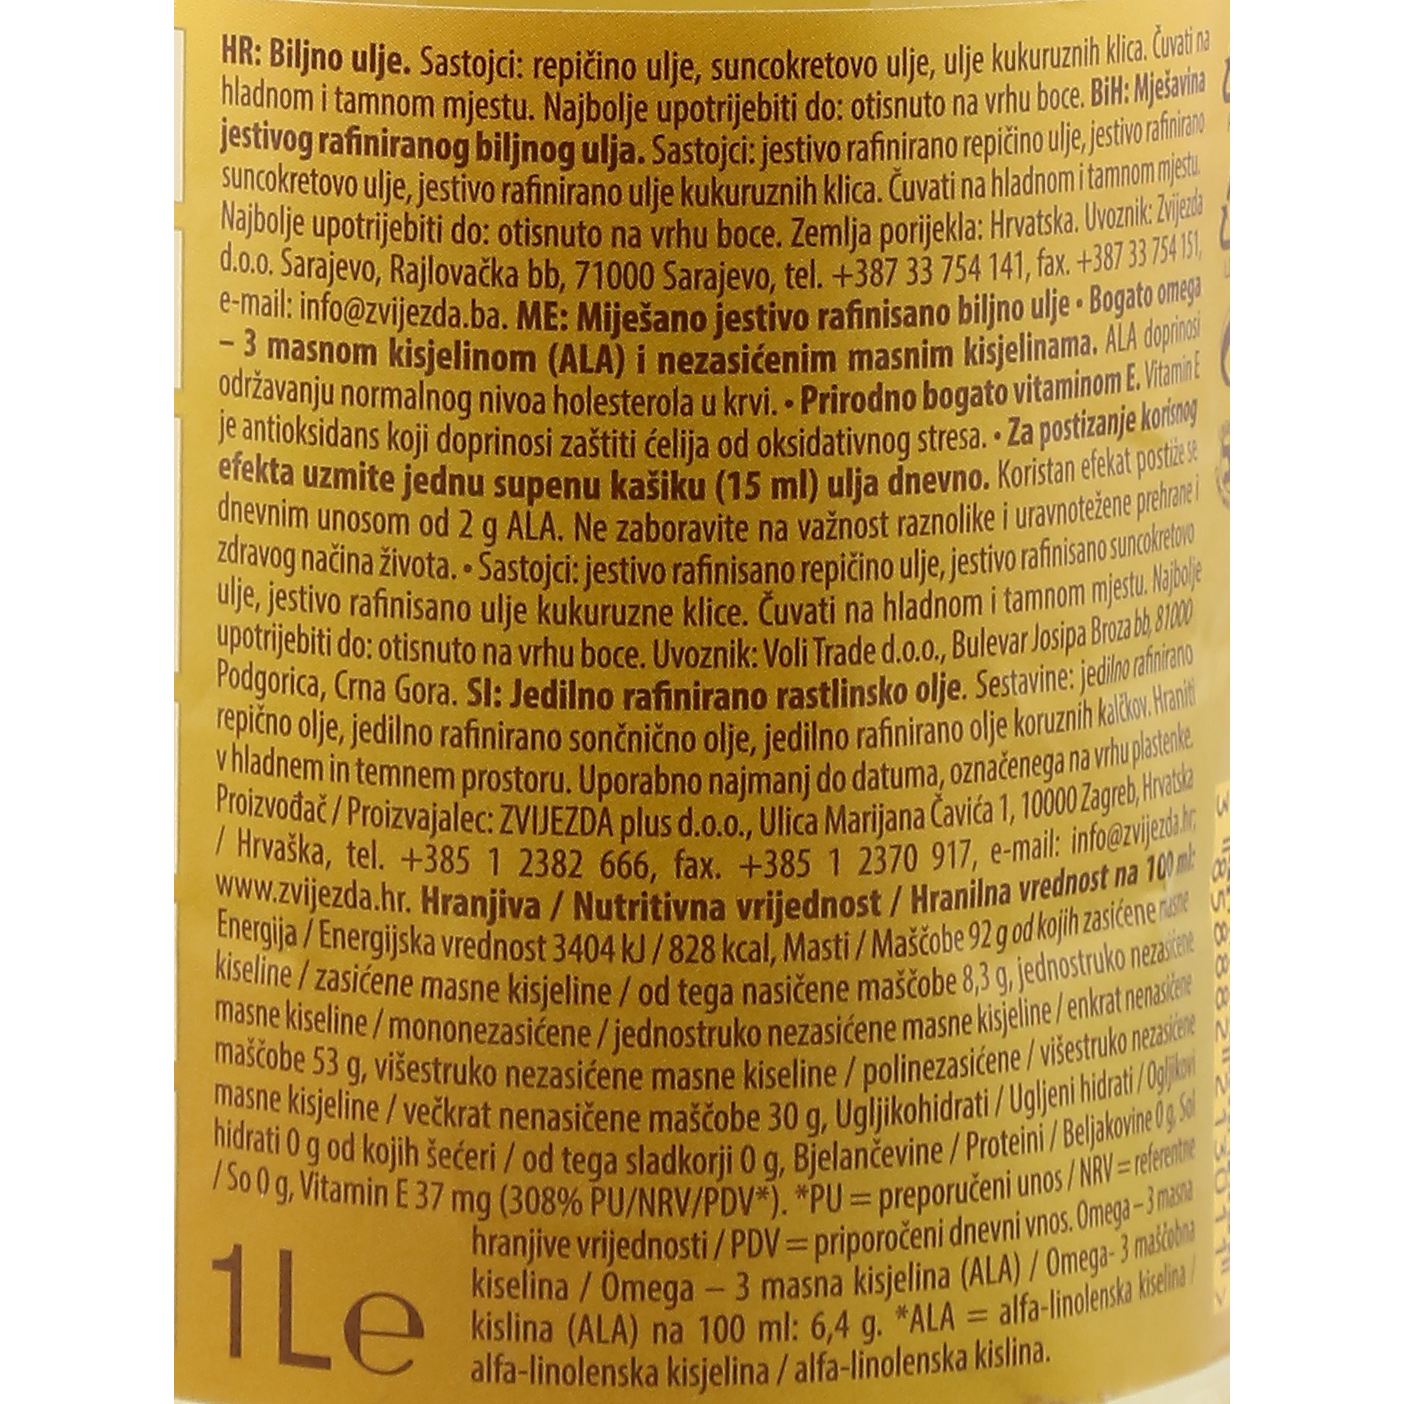 HR: Biljno ulje. Sastojci: repičino ulje, suncokretovo ulje, ulje kukuruznih klica. Čuvati na
hladnom i tamnom mjestu. Najbolje upotrijebiti do: otisnuto na vrhu boce. BiH: Mješavina
jestivog rafiniranog biljnog ulja. Sastojci: jestivo rafinirano repičino ulje, jestivo rafinirano
suncokretovo ulje, jestivo rafinirano ulje kukuruznih klica. Čuvati na hladnom i tamnom mjestu.
Najbolje upotrijebiti do: otisnuto na vrhu boce. Zemlja porijekla: Hrvatska. Uvoznik: Zvijezda
d.o.o. Sarajevo, Rajlovačka bb, 71000 Sarajevo, tel. +387 33 754 141, fax. +387 33 754 151,
e-mail: info@zvijezda.ba. ME: Miješano jestivo rafinisano biljno ulje • Bogato omega
– 3 masnom kisjelinom (ALA) i nezasićenim masnim kisjelinama. ALA doprinosi
održavanju normalnog nivoa holesterola u krvi. • Prirodno bogato vitaminom E. Vitamin E
je antioksidans koji doprinosi zaštiti ćelija od oksidativnog stresa. • Za postizanje korisnog
efekta uzmite jednu supenu kašiku (15 ml) ulja dnevno. Koristan efekat postiže se
dnevnim unosom od 2 g ALA. Ne zaboravite na važnost raznolike i uravnotežene prehrane i
zdravog načina života. • Sastojci: jestivo rafinisano repičino ulje, jestivo rafinisano suncokretovo
ulje, jestivo rafinisano ulje kukuruzne klice. Čuvati na hladnom i tamnom mjestu. Najbolje
upotrijebiti do: otisnuto na vrhu boce. Uvoznik: Voli Trade d.o.o., Bulevar Josipa Broza bb, 81000
Podgorica, Crna Gora. SI: Jedilno rafinirano rastlinsko olje. Sestavine: jedilno rafinirano
repično olje, jedilno rafinirano sončnično olje, jedilno rafinirano olje koruznih kalčkov. Hraniti
v hladnem in temnem prostoru. Uporabno najmanj do datuma, označenega na vrhu plastenke.
Proizvođač / Proizvajalec: ZVIJEZDA plus d.o.o., Ulica Marijana Čavića 1, 10000 Zagreb, Hrvatska
/ Hrvaška, tel. +385 1 2382 666, fax. +385 1 2370 917, e-mail: info@zvijezda.hr;
www.zvijezda.hr. Hranjiva / Nutritivna vrijednost / Hranilna vrednost na 100 ml:
Energija / Energijska vrednost 3404 kJ / 828 kcal, Masti / Maščobe 92 g od kojih zasićene masne
kiseline / zasićene masne kisjeline / od tega nasičene maščobe 8,3 g, jednostruko nezasićene
masne kiseline / mononezasićene / jednostruko nezasićene masne kisjeline / enkrat nenasičene
maščobe 53 g, višestruko nezasićene masne kiseline / polinezasićene / višestruko nezasićene
masne kisjeline / večkrat nenasičene maščobe 30 g, Ugljikohidrati / Ugljeni hidrati / Ogljikovi
hidrati 0 g od kojih šećeri / od tega sladkorji 0 g, Bjelančevine / Proteini / Beljakovine 0 g, Sol
/ So 0 g, Vitamin E 37 mg (308% PU/NRV/PDV*). *PU = preporučeni unos / NRV = referentne
hranjive vrijednosti / PDV = priporočeni dnevni vnos. Omega – 3 masna
kiselina / Omega – 3 masna kisjelina (ALA) / Omega- 3 maščobna
kislina (ALA) na 100 ml: 6,4 g. *ALA = alfa-linolenska kiselina /
alfa-linolenska kisjelina / alfa-linolenska kislina.
1L e